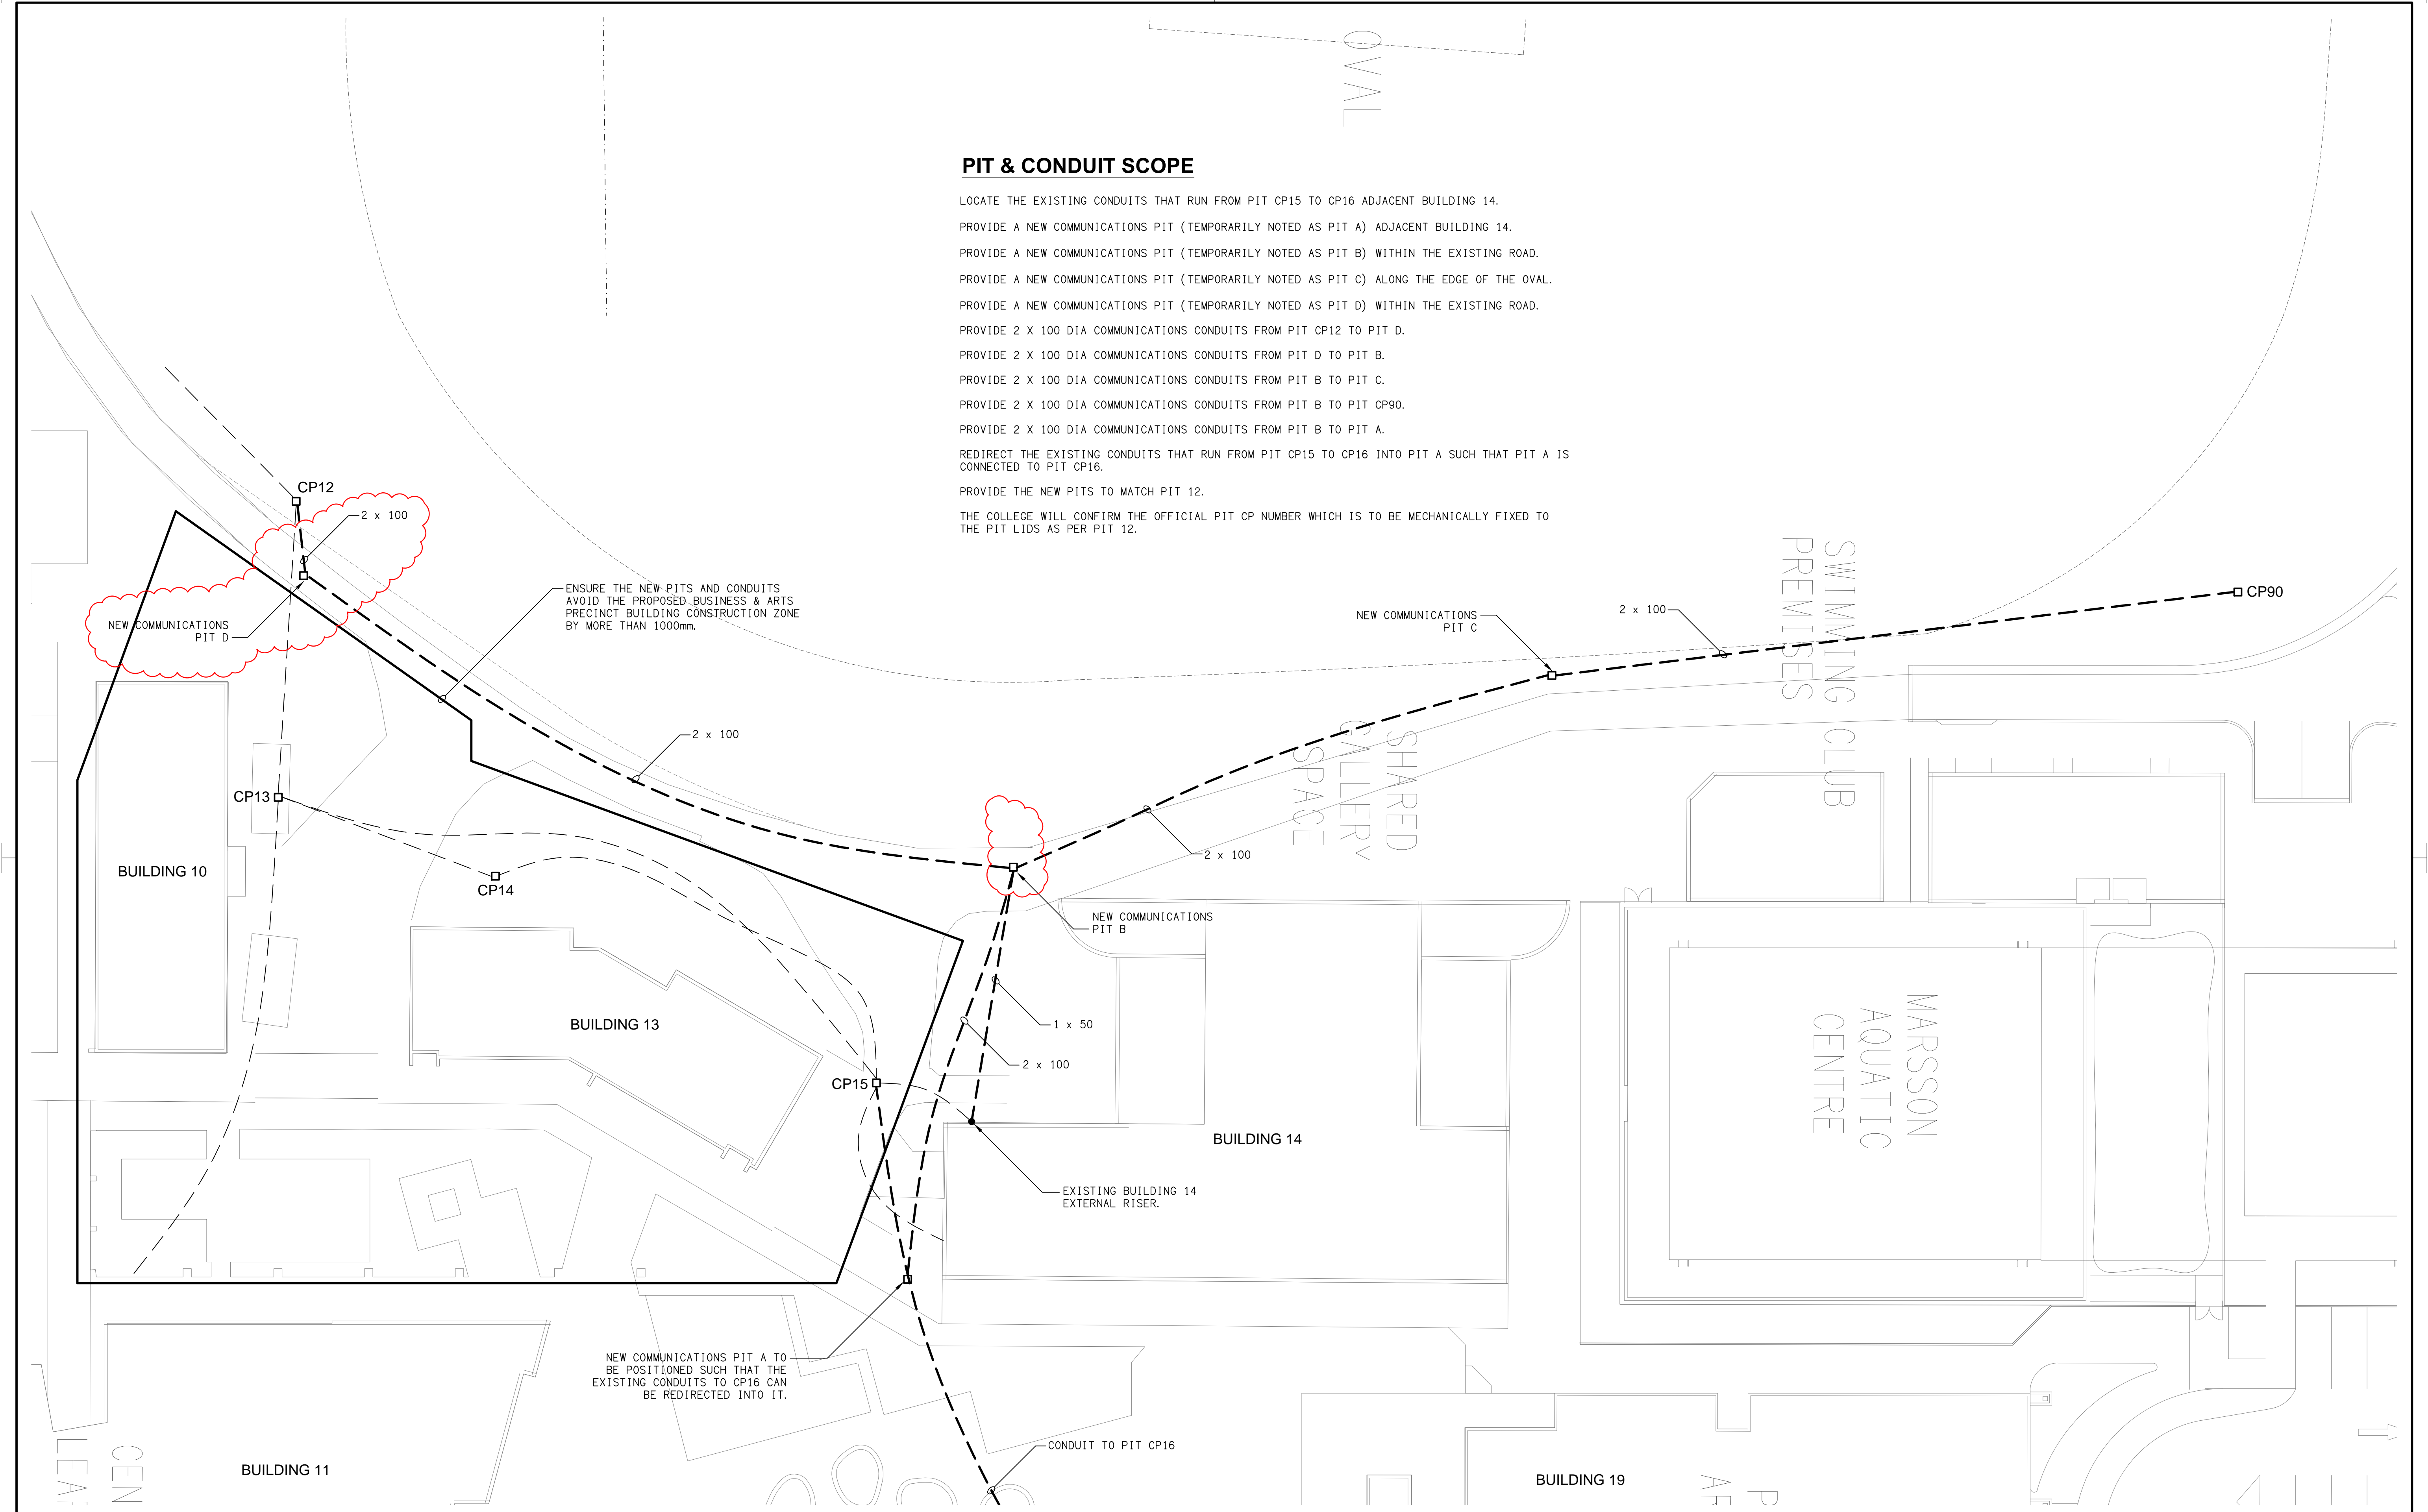 OVAL
PIT & CONDUIT SCOPE
LOCATE THE EXISTING CONDUITS THAT RUN FROM PIT CP15 TO CP16 ADJACENT BUILDING 14.
PROVIDE A NEW COMMUNICATIONS PIT (TEMPORARILY NOTED AS PIT A) ADJACENT BUILDING 14.
PROVIDE A NEW COMMUNICATIONS PIT (TEMPORARILY NOTED AS PIT B) WITHIN THE EXISTING ROAD.
PROVIDE A NEW COMMUNICATIONS PIT (TEMPORARILY NOTED AS PIT C) ALONG THE EDGE OF THE OVAL.
PROVIDE A NEW COMMUNICATIONS PIT (TEMPORARILY NOTED AS PIT D) WITHIN THE EXISTING ROAD.
PROVIDE 2 X 100 DIA COMMUNICATIONS CONDUITS FROM PIT CP12 TO PIT D.
PROVIDE 2 X 100 DIA COMMUNICATIONS CONDUITS FROM PIT D TO PIT B.
PROVIDE 2 X 100 DIA COMMUNICATIONS CONDUITS FROM PIT B TO PIT C.
PROVIDE 2 X 100 DIA COMMUNICATIONS CONDUITS FROM PIT B TO PIT CP90.
PROVIDE 2 X 100 DIA COMMUNICATIONS CONDUITS FROM PIT B TO PIT A.
REDIRECT THE EXISTING CONDUITS THAT RUN FROM PIT CP15 TO CP16 INTO PIT A SUCH THAT PIT A IS
CONNECTED TO PIT CP16.
PROVIDE THE NEW PITS TO MATCH PIT 12.
THE COLLEGE WILL CONFIRM THE OFFICIAL PIT CP NUMBER WHICH IS TO BE MECHANICALLY FIXED TO
THE PIT LIDS AS PER PIT 12.
CP12
2 x 100
ENSURE THE NEW PITS AND CONDUITS
AVOID THE PROPOSED BUSINESS & ARTS
PRECINCT BUILDING CONSTRUCTION ZONE
BY MORE THAN 1000mm.
NEW COMMUNICATIONS
PIT D
NEW COMMUNICATIONS
PIT C
2 x 100
SWIMMING CLUB
PREMISES
CP90
2 x 100
SHARED
GALLERY
SPACE
CP13
2 x 100
BUILDING 10
CP14
NEW COMMUNICATIONS
PIT B
BUILDING 13
1 x 50
2 x 100
CP15
MARSSON
AQUATIC
CENTRE
BUILDING 14
EXISTING BUILDING 14
EXTERNAL RISER.
NEW COMMUNICATIONS PIT A TO
BE POSITIONED SUCH THAT THE
EXISTING CONDUITS TO CP16 CAN
BE REDIRECTED INTO IT.
CONDUIT TO PIT CP16
BUILDING 11
BUILDING 19
CEN
LEA
P
AR